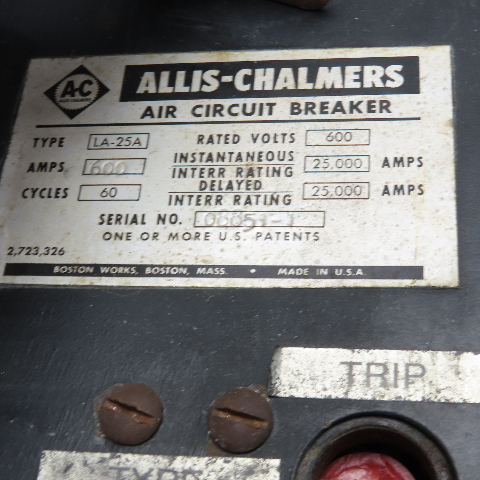 A-C
ALLIS-CHALMERS
AIR CIRCUIT BREAKER
TYPE LA-25A RATED VOLTS 600
AMPS 600 INSTANTANEOUS INTERR RATING 25,000 AMPS
CYCLES 60 DELAYED INTERR RATING 25,000 AMPS
SERIAL NO.
ONE OR MORE U.S. PATENTS
2,723,326
BOSTON WORKS, BOSTON, MASS. • MADE IN U.S.A.
TRIP